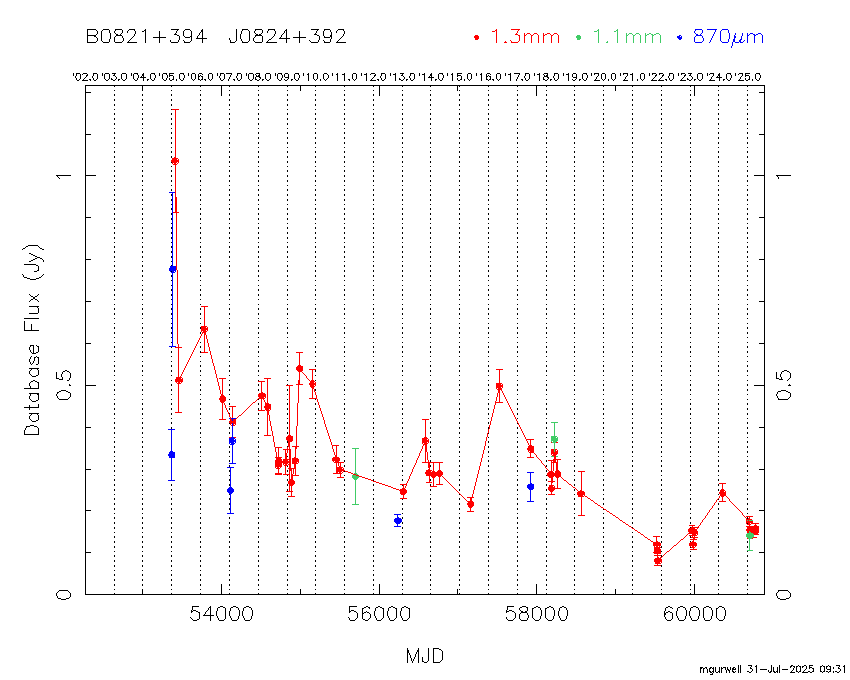 B0821+394 J0824+392 1.3mm 1.1mm 870μm
'02.0 '03.0 '04.0 '05.0 '06.0 '07.0 '08.0 '09.0 '10.0 '11.0 '12.0 '13.0 '14.0 '15.0 '16.0 '17.0 '18.0 '19.0 '20.0 '21.0 '22.0 '23.0 '24.0 '25.0
1 1
Database Flux (Jy)
0.5 0.5
0 0
54000 56000 58000 60000
MJD
mgurwell 31-Jul-2025 09:31